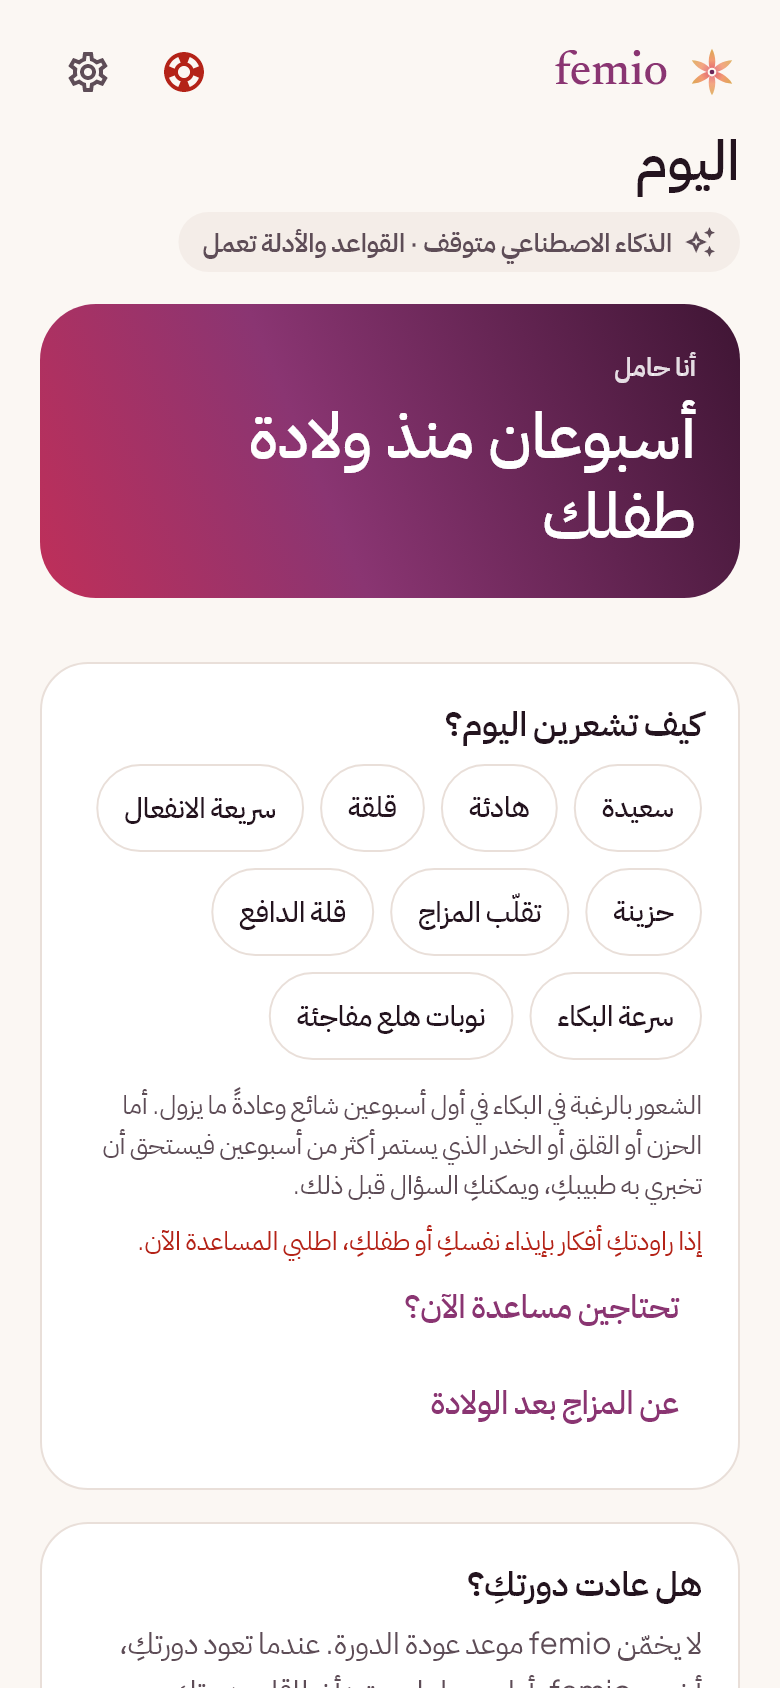 femio
اليوم
الذكاء الاصطناعي متوقف · القواعد والأدلة تعمل
أنا حامل
أسبوعان منذ ولادة
طفلك
كيف تشعرين اليوم؟
سعيدة هادئة قلقة سريعة الانفعال
حزينة تقلّب المزاج قلة الدافع
سرعة البكاء نوبات هلع مفاجئة
الشعور بالرغبة في البكاء في أول أسبوعين شائع وعادةً ما يزول. أما
الحزن أو القلق أو الخدر الذي يستمر أكثر من أسبوعين فيستحق أن
تخبري به طبيبكِ، ويمكنكِ السؤال قبل ذلك.
إذا راودتكِ أفكار بإيذاء نفسكِ أو طفلكِ، اطلبي المساعدة الآن.
تحتاجين مساعدة الآن؟
عن المزاج بعد الولادة
هل عادت دورتكِ؟
لا يخمّن femio موعد عودة الدورة. عندما تعود دورتكِ،